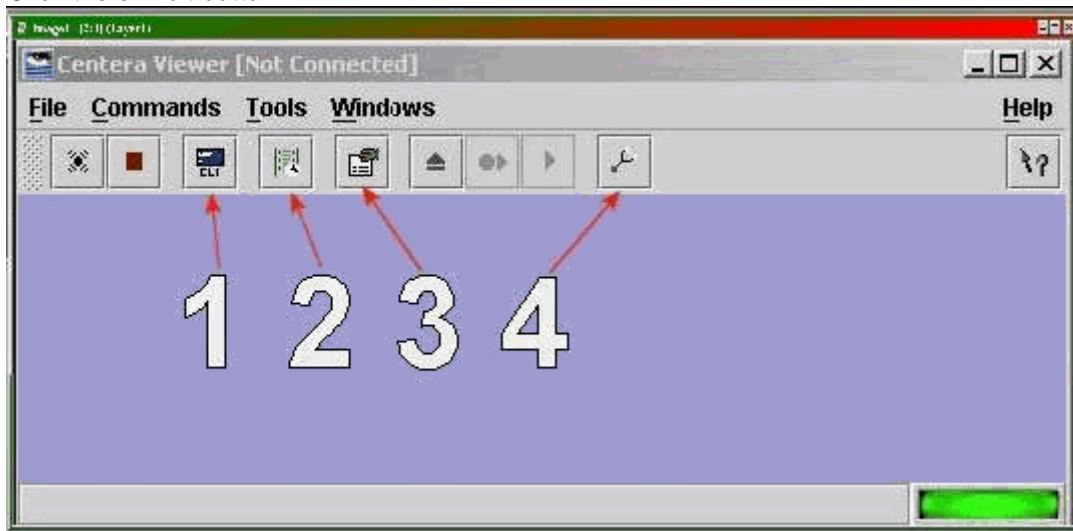 Centera Viewer [Not Connected]
File Commands Tools Windows Help
CLI
?
1 2 3 4